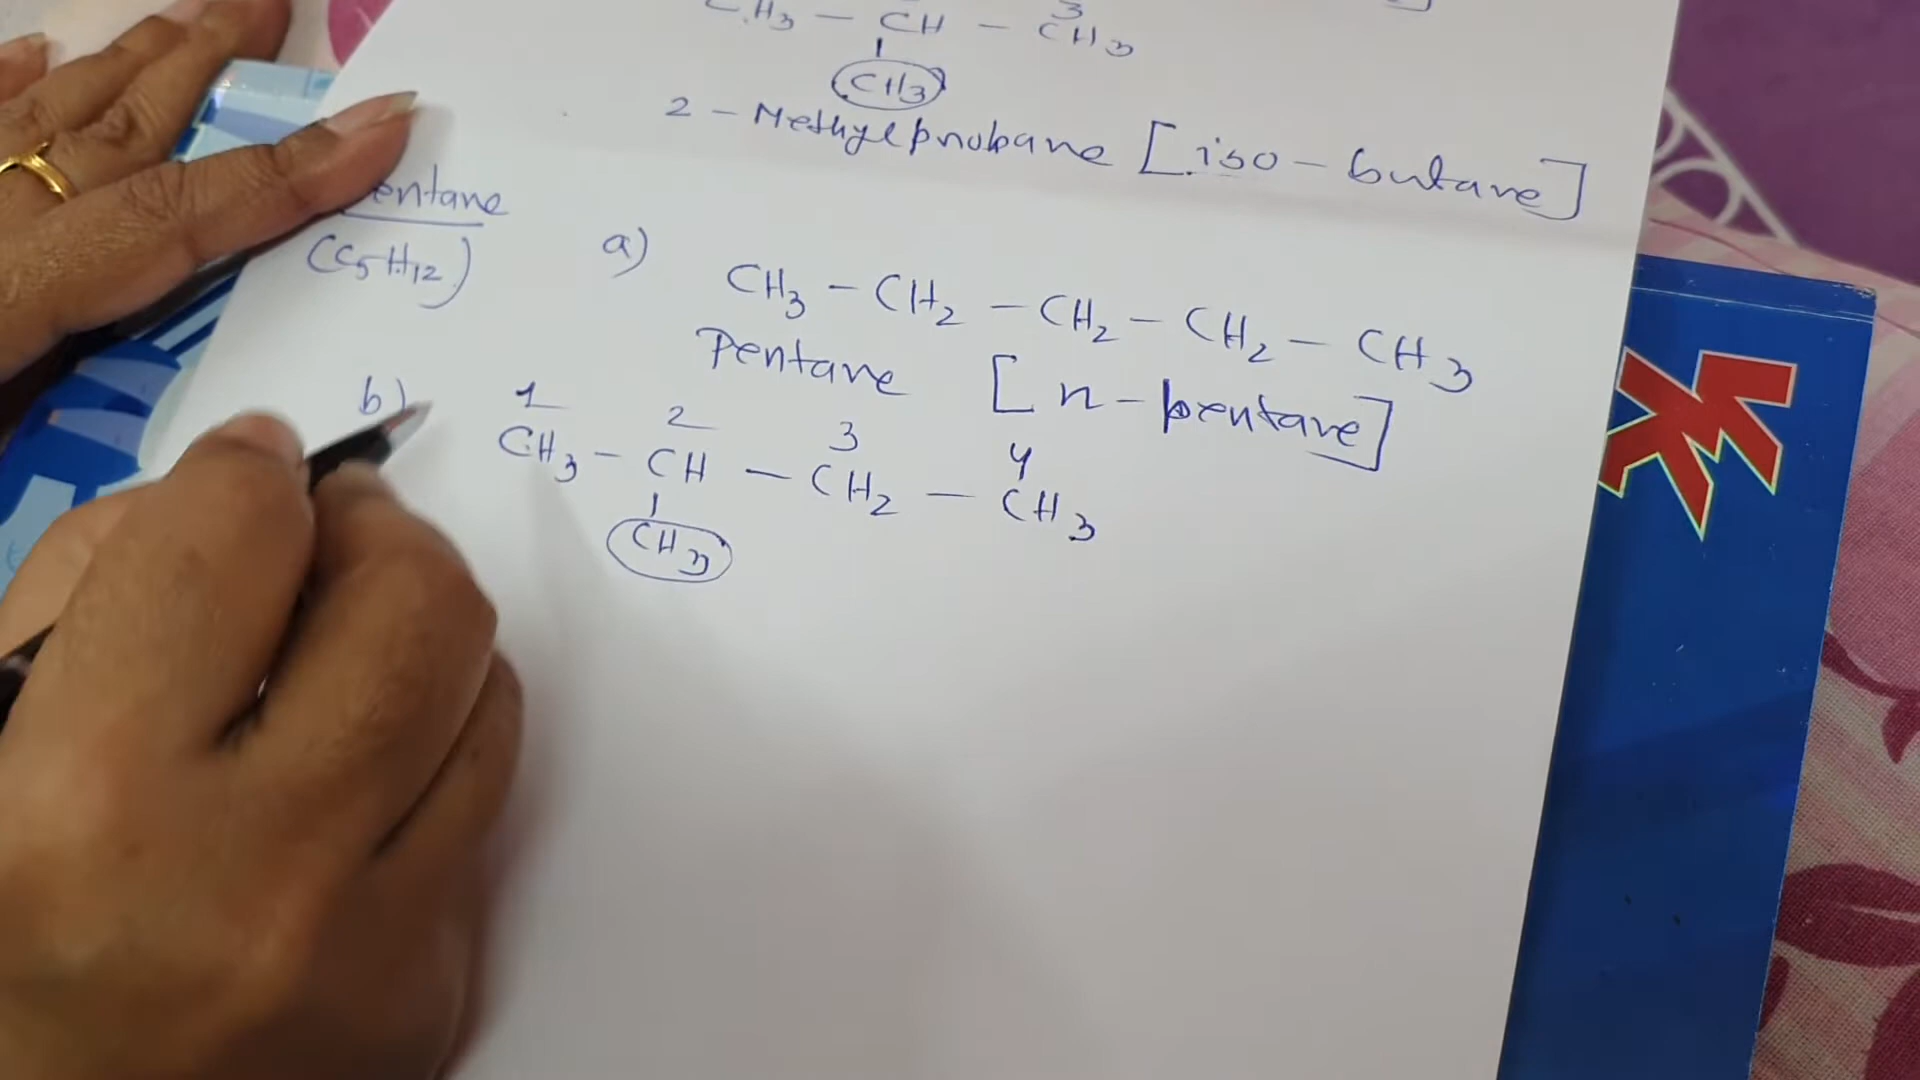 CH3 – CH – CH3
3
CH3
2 – Methylpropane [iso – butane]
entane
(C5H12)
a)
CH3 – CH2 – CH2 – CH2 – CH3
Pentane [n – pentane]
b)
1 2 3 4
CH3 – CH – CH2 – CH3
CH3